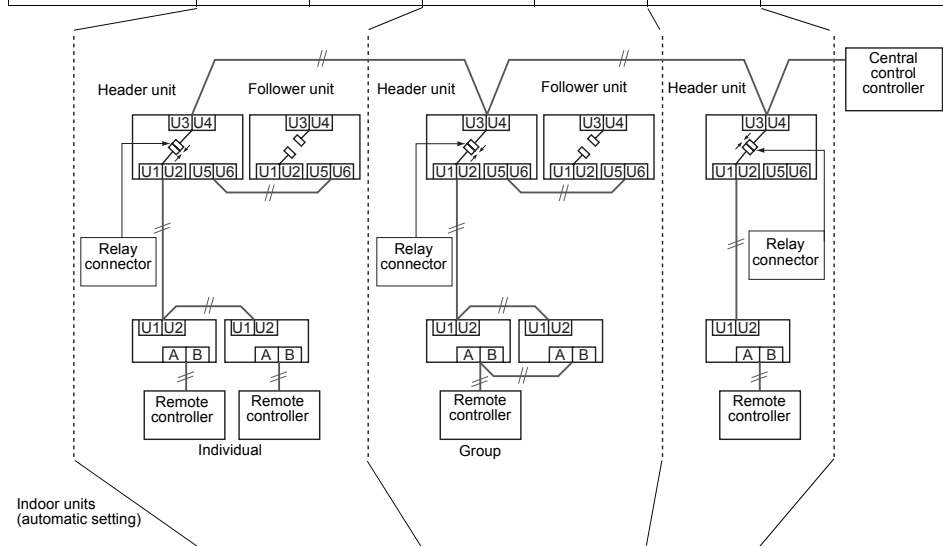 Central
control
controller
Header unit
Follower unit
Header unit
Follower unit
Header unit
U3 U4
U3 U4
U3 U4
U3 U4
U3 U4
U1 U2 U5 U6
U1 U2 U5 U6
U1 U2 U5 U6
U1 U2 U5 U6
U1 U2 U5 U6
Relay
connector
Relay
connector
Relay
connector
U1 U2
U1 U2
U1 U2
U1 U2
U1 U2
A B
A B
A B
A B
A B
Remote
controller
Remote
controller
Remote
controller
Remote
controller
Individual
Group
Indoor units
(automatic setting)